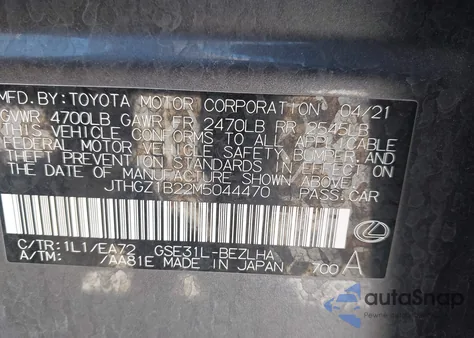 MFD. BY: TOYOTA MOTOR CORPORATION 04/21
GVWR 4700LB GAWR FR 2470LB RR 2545LB
THIS VEHICLE CONFORMS TO ALL APPLICABLE
FEDERAL MOTOR VEHICLE SAFETY, BUMPER, AND
THEFT PREVENTION STANDARDS IN EFFECT ON
THE DATE OF MANUFACTURE SHOWN ABOVE.
JTHGZ1B22M5044470 PASS.CAR
C/TR:1L1/EA72 GSE31L-BEZLHA
A/TM: /AA81E MADE IN JAPAN 700 A
autoSnap